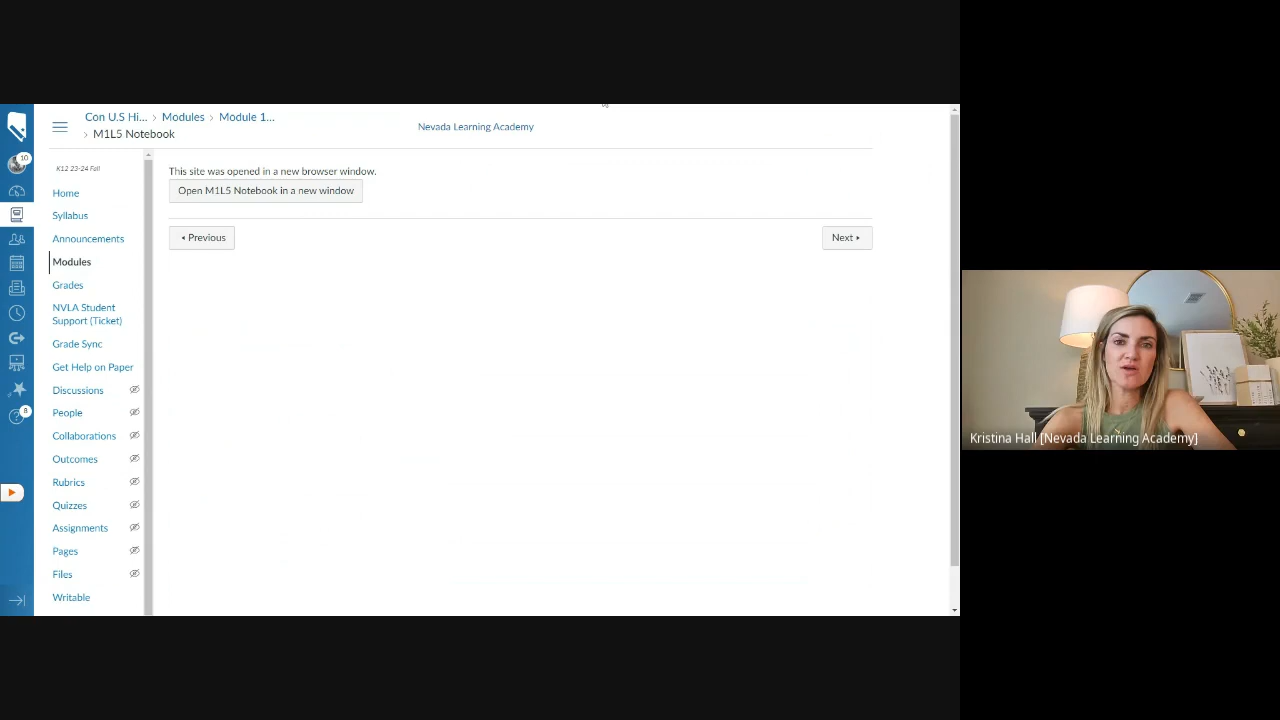 Con U.S Hi... › Modules › Module 1...
› M1L5 Notebook
Nevada Learning Academy
10
K12 23-24 Fall
Home
Syllabus
Announcements
Modules
Grades
NVLA Student
Support (Ticket)
Grade Sync
Get Help on Paper
Discussions
People
Collaborations
Outcomes
Rubrics
Quizzes
Assignments
Pages
Files
Writable
8
This site was opened in a new browser window.
Open M1L5 Notebook in a new window
Previous
Next
Kristina Hall [Nevada Learning Academy]